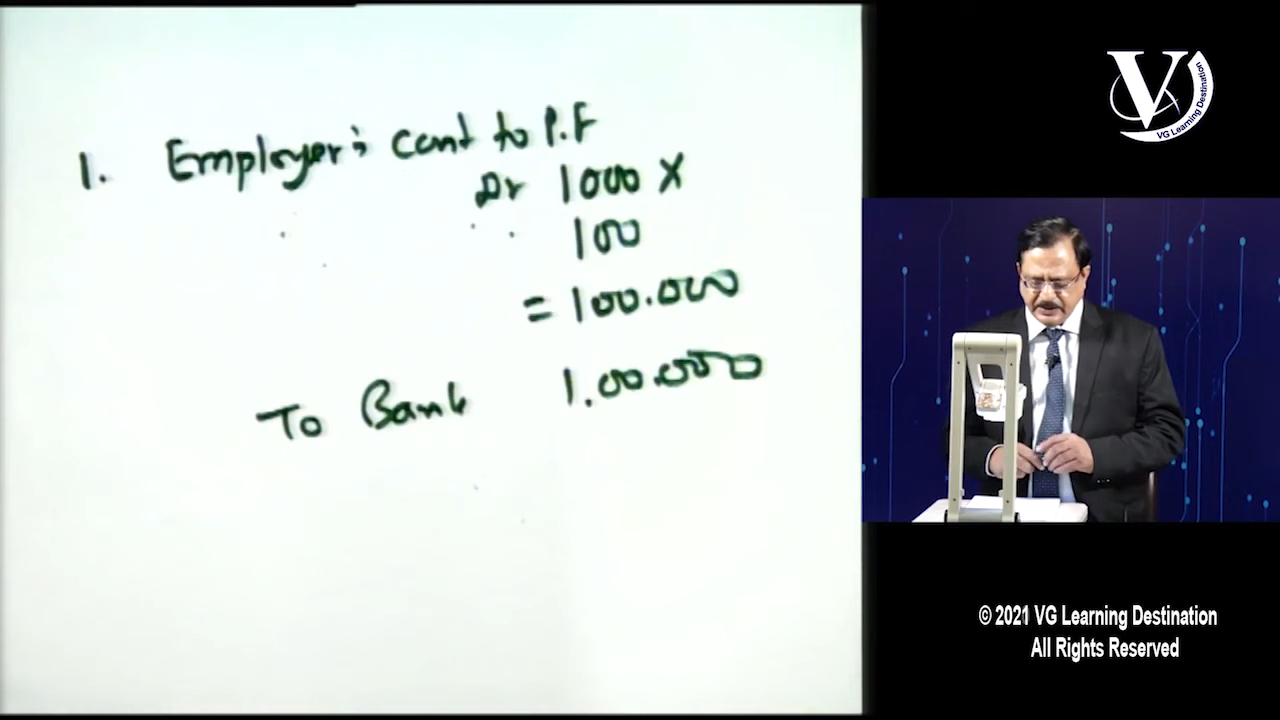 1. Employer's cont to P.F
Dr 1000 X
100
= 100.000
To Bank 1.00.000
V
VG Learning Destination
© 2021 VG Learning Destination
All Rights Reserved